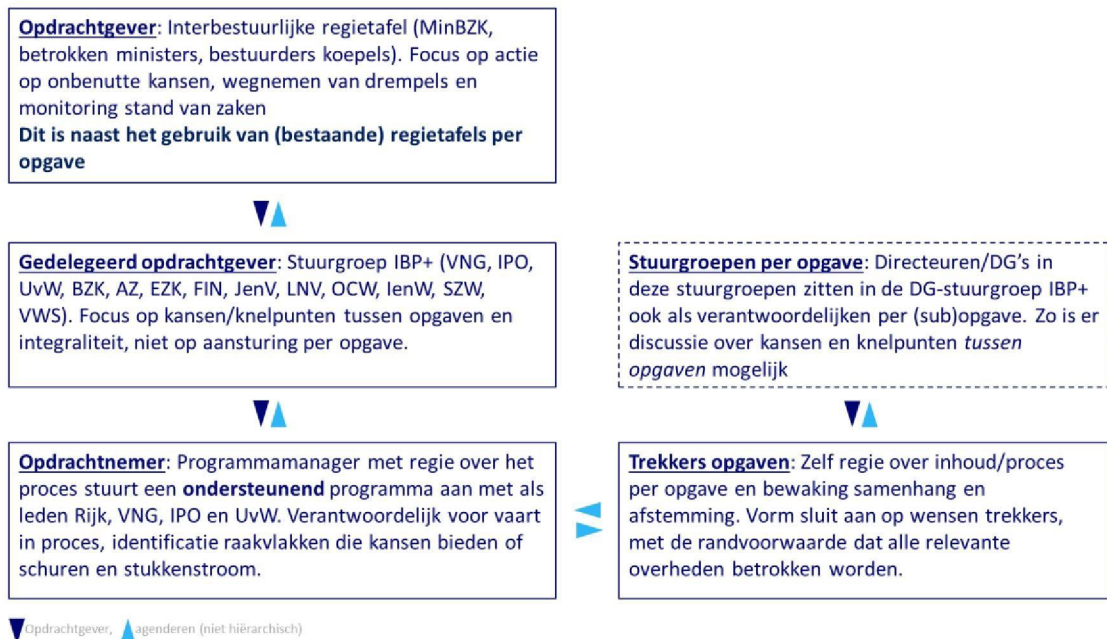 Opdrachtgever: Interbestuurlijke regietafel (MinBZK,
betrokken ministers, bestuurders koepels). Focus op actie
op onbenutte kansen, wegnemen van drempels en
monitoring stand van zaken
Dit is naast het gebruik van (bestaande) regietafels per
opgave
Gedelegeerd opdrachtgever: Stuurgroep IBP+ (VNG, IPO,
UvW, BZK, AZ, EZK, FIN, JenV, LNV, OCW, IenW, SZW,
VWS). Focus op kansen/knelpunten tussen opgaven en
integraliteit, niet op aansturing per opgave.
Stuurgroepen per opgave: Directeuren/DG's in
deze stuurgroepen zitten in de DG-stuurgroep IBP+
ook als verantwoordelijken per (sub)opgave. Zo is er
discussie over kansen en knelpunten tussen
opgaven mogelijk
Opdrachtnemer: Programmamanager met regie over het
proces stuurt een ondersteunend programma aan met als
leden Rijk, VNG, IPO en UvW. Verantwoordelijk voor vaart
in proces, identificatie raakvlakken die kansen bieden of
schuren en stukkenstroom.
Trekkers opgaven: Zelf regie over inhoud/proces
per opgave en bewaking samenhang en
afstemming. Vorm sluit aan op wensen trekkers,
met de randvoorwaarde dat alle relevante
overheden betrokken worden.
Opdrachtgever, agenderen (niet hiërarchisch)